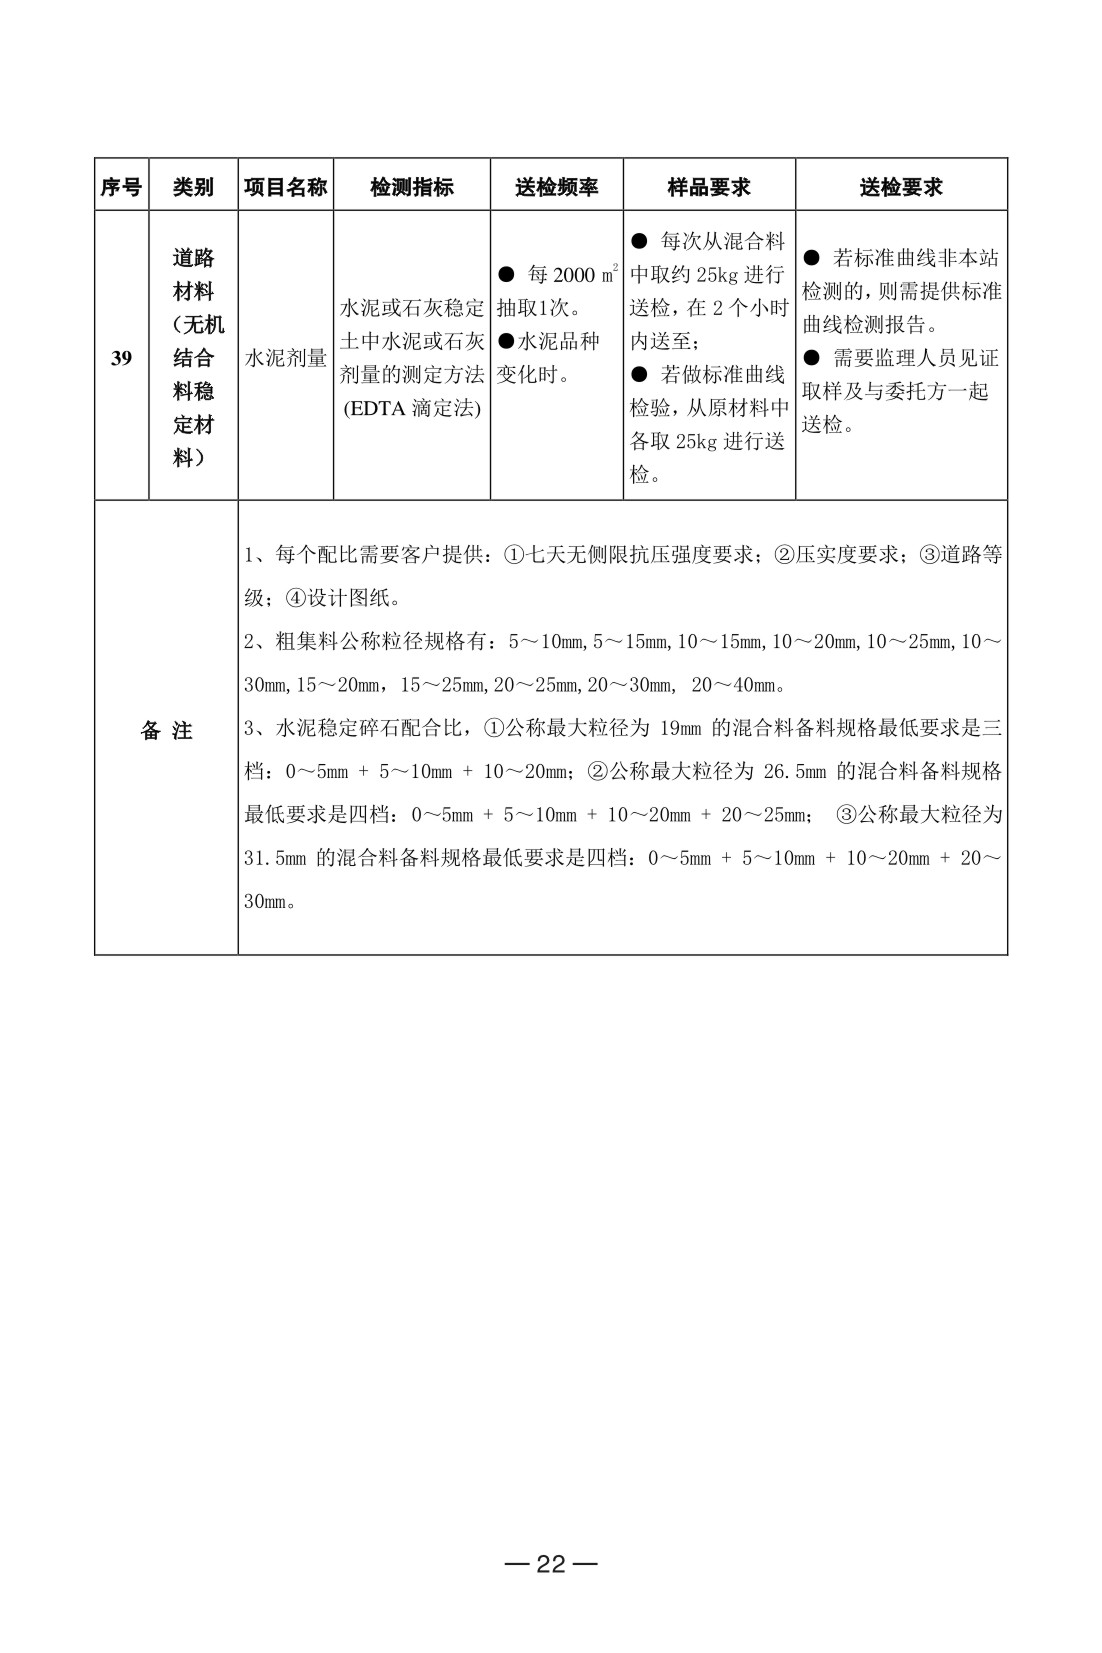 序号 类别 项目名称 检测指标 送检频率 样品要求 送检要求
39
道路
材料
（无机
结合
料稳
定材
料）
水泥剂量
水泥或石灰稳定
土中水泥或石灰
剂量的测定方法
(EDTA 滴定法)
● 每 2000 m²
抽取1次。
●水泥品种
变化时。
● 每次从混合料
中取约 25kg 进行
送检，在 2 个小时
内送至；
● 若做标准曲线
检验，从原材料中
各取 25kg 进行送
检。
● 若标准曲线非本站
检测的，则需提供标准
曲线检测报告。
● 需要监理人员见证
取样及与委托方一起
送检。
备 注
1、每个配比需要客户提供：①七天无侧限抗压强度要求；②压实度要求；③道路等
级；④设计图纸。
2、粗集料公称粒径规格有：5～10mm,5～15mm,10～15mm,10～20mm,10～25mm,10～
30mm,15～20mm，15～25mm,20～25mm,20～30mm, 20～40mm。
3、水泥稳定碎石配合比，①公称最大粒径为 19mm 的混合料备料规格最低要求是三
档：0～5mm + 5～10mm + 10～20mm；②公称最大粒径为 26.5mm 的混合料备料规格
最低要求是四档：0～5mm + 5～10mm + 10～20mm + 20～25mm； ③公称最大粒径为
31.5mm 的混合料备料规格最低要求是四档：0～5mm + 5～10mm + 10～20mm + 20～
30mm。
— 22 —